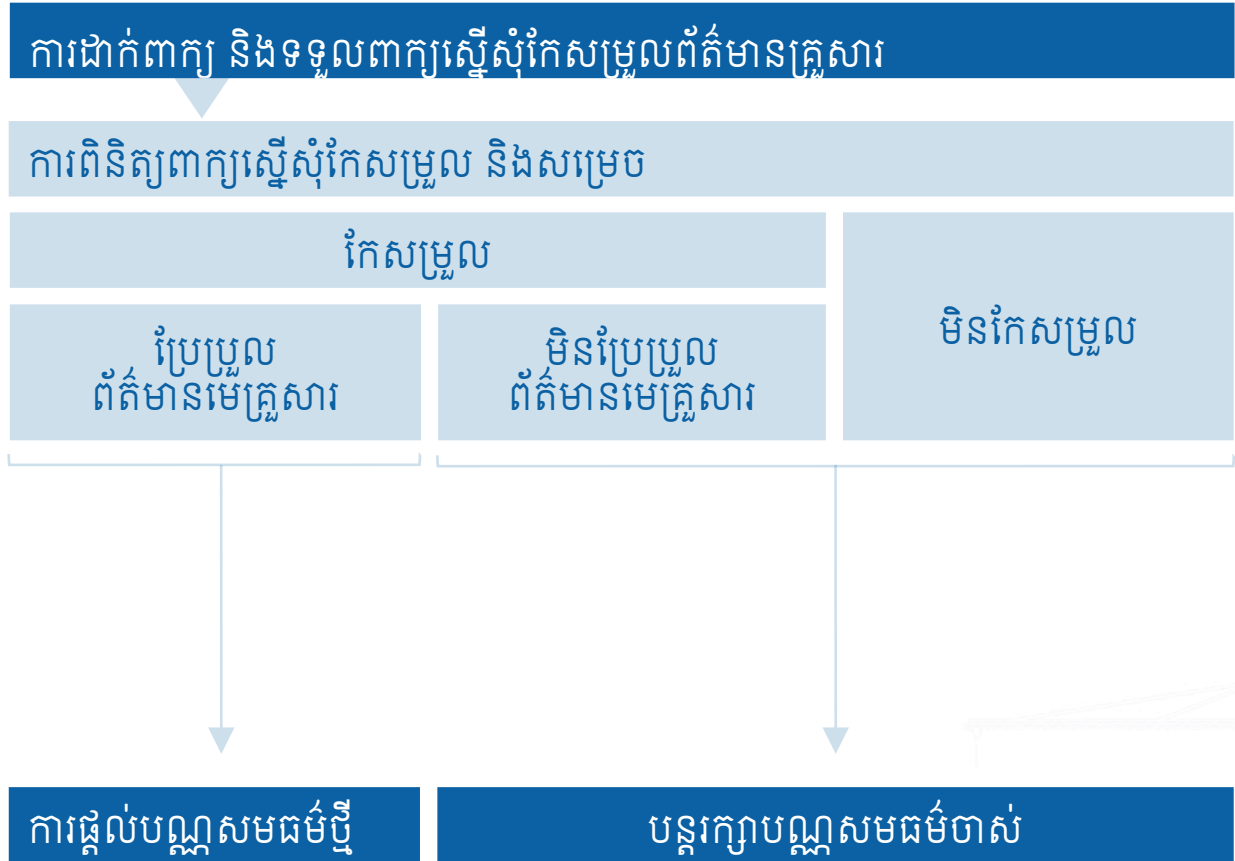 ការដាក់ពាក្យ និងទទួលពាក្យស្នើសុំកែសម្រួលព័ត៌មានគ្រួសារ
ការពិនិត្យពាក្យស្នើសុំកែសម្រួល និងសម្រេច
កែសម្រួល
មិនកែសម្រួល
ប្រែប្រួល
ព័ត៌មានមេគ្រួសារ
មិនប្រែប្រួល
ព័ត៌មានមេគ្រួសារ
ការផ្តល់បណ្ណសមធម៌ថ្មី
បន្តរក្សាបណ្ណសមធម៌ចាស់